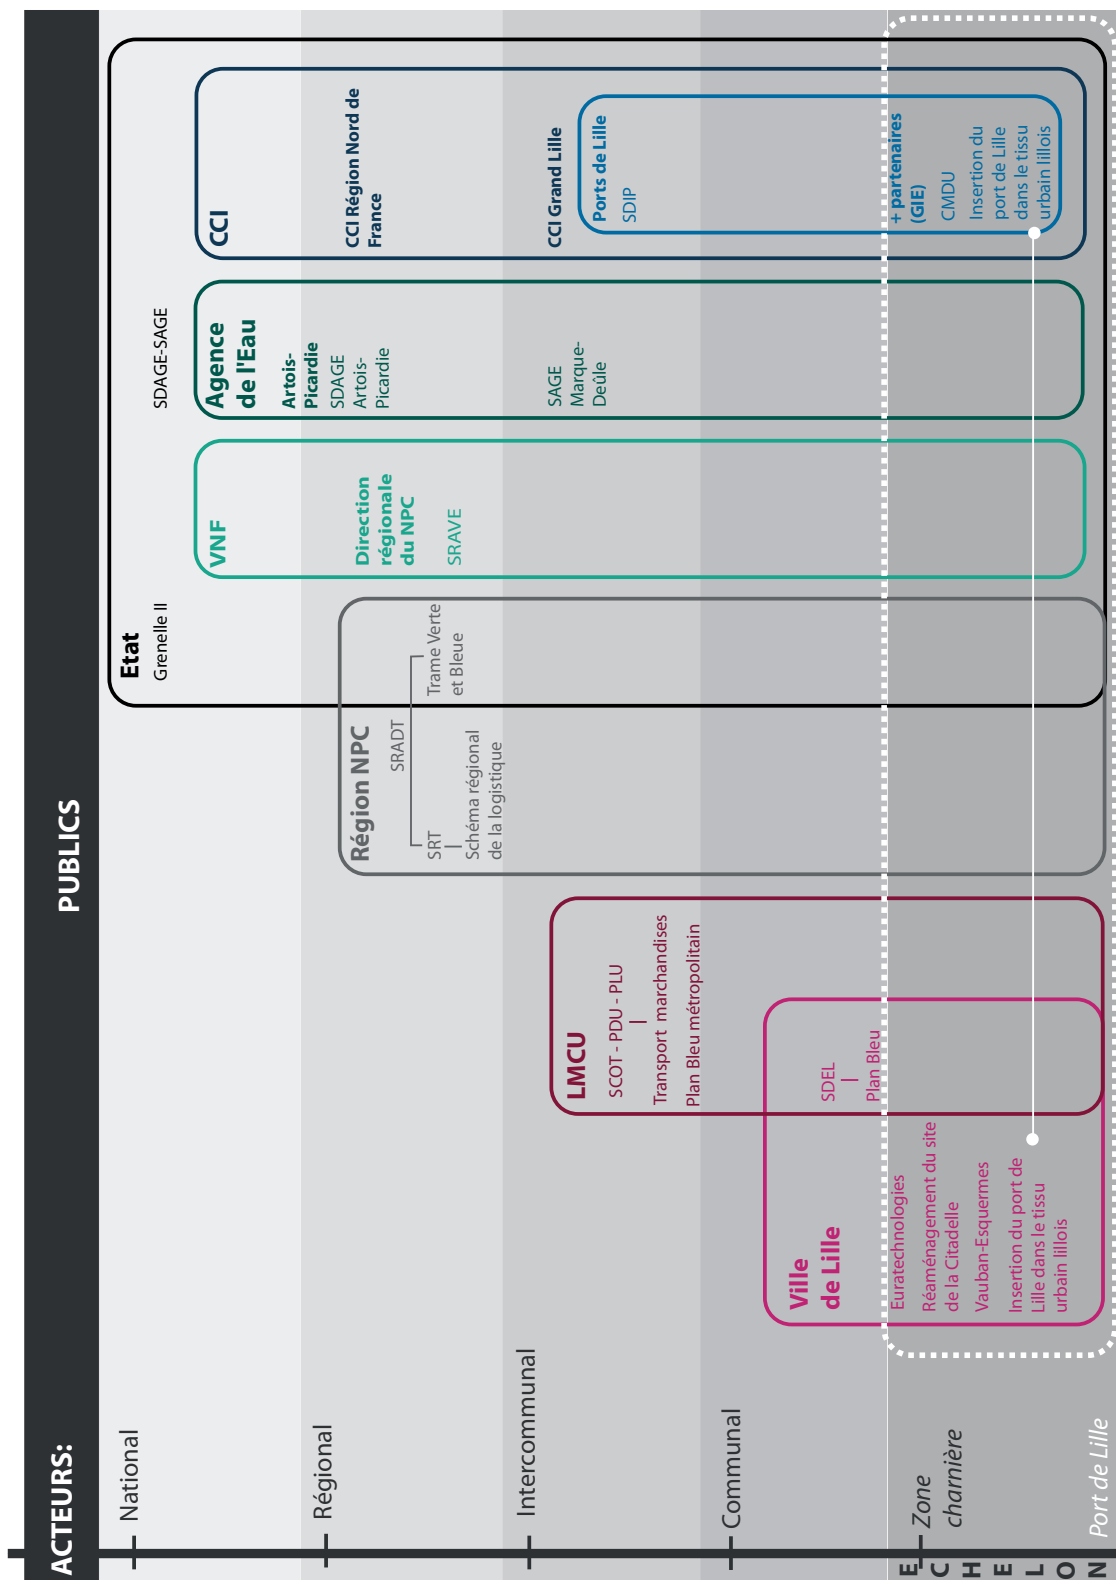 ACTEURS:
PUBLICS
National
Régional
Intercommunal
Communal
Zone
charnière
Port de Lille
ECHELON
Ville
de Lille
Euratechnologies
Réaménagement du site
de la Citadelle
Vauban-Esquermes
Insertion du port de
Lille dans le tissu
urbain lillois
SDEL
Plan Bleu
LMCU
SCOT - PDU - PLU
Transport marchandises
Plan Bleu métropolitain
Région NPC
SRADT
SRT
Schéma régional
de la logistique
Trame Verte
et Bleue
Etat
Grenelle II
SDAGE-SAGE
VNF
Direction
régionale
du NPC
SRAVE
Agence
de l'Eau
Artois-
Picardie
SDAGE
Artois-
Picardie
SAGE
Marque-
Deûle
CCI
CCI Région Nord de
France
CCI Grand Lille
Ports de Lille
SDIP
+ partenaires
(GIE)
CMDU
Insertion du
port de Lille
dans le tissu
urbain lillois